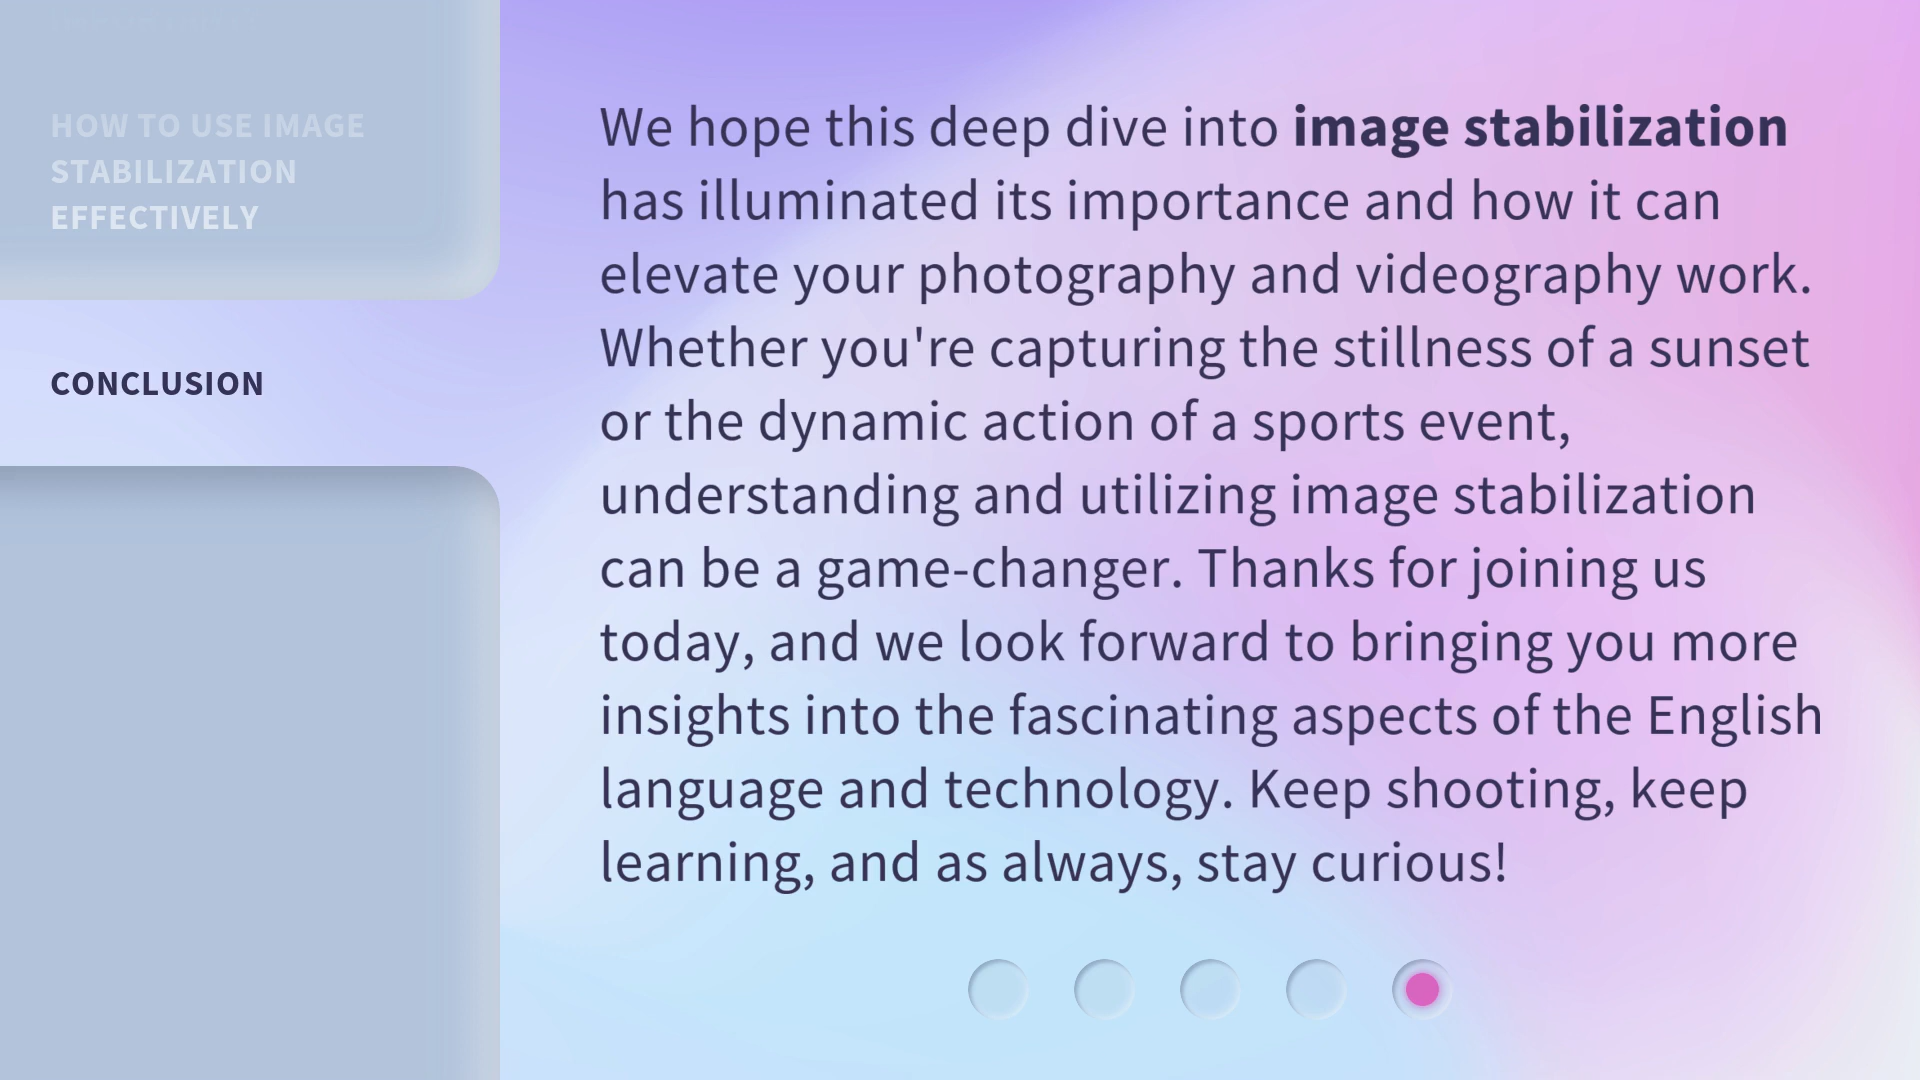 HOW TO USE IMAGE
STABILIZATION
EFFECTIVELY
CONCLUSION
We hope this deep dive into image stabilization
has illuminated its importance and how it can
elevate your photography and videography work.
Whether you're capturing the stillness of a sunset
or the dynamic action of a sports event,
understanding and utilizing image stabilization
can be a game-changer. Thanks for joining us
today, and we look forward to bringing you more
insights into the fascinating aspects of the English
language and technology. Keep shooting, keep
learning, and as always, stay curious!